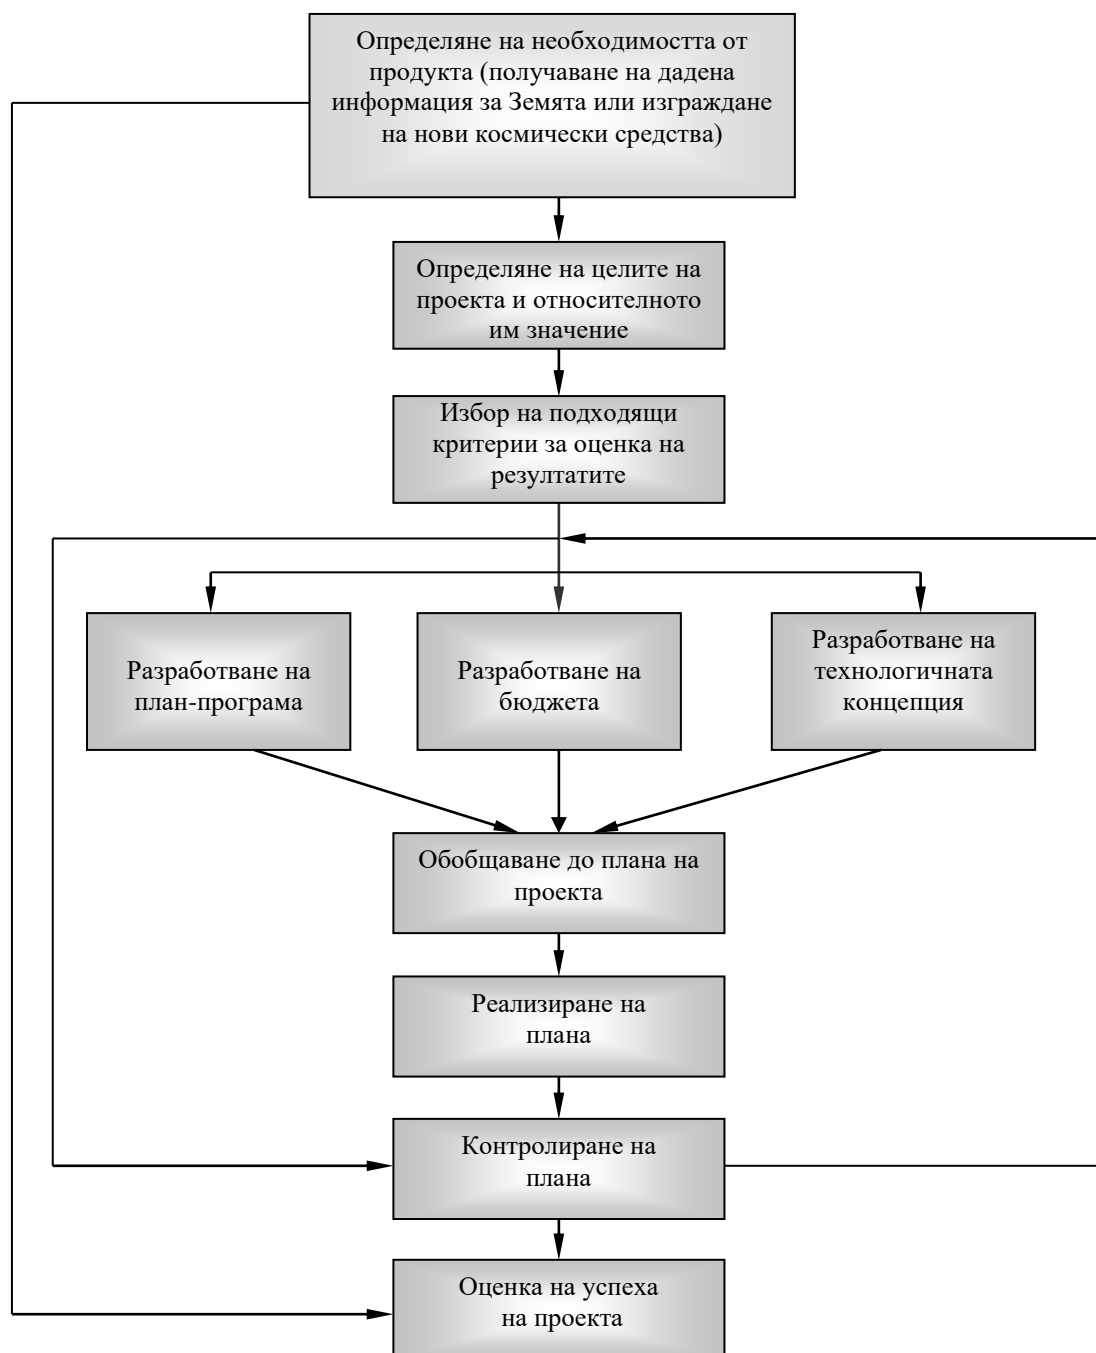 Определяне на необходимостта от
продукта (получаване на дадена
информация за Земята или изграждане
на нови космически средства)
Определяне на целите на
проекта и относителното
им значение
Избор на подходящи
критерии за оценка на
резултатите
Разработване на
план-програма
Разработване на
бюджета
Разработване на
технологичната
концепция
Обобщаване до плана на
проекта
Реализиране на
плана
Контролиране на
плана
Оценка на успеха
на проекта